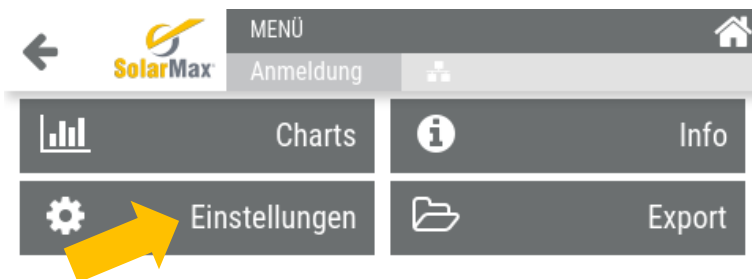 MENÜ
SolarMax
Anmeldung
Charts
Info
Einstellungen
Export